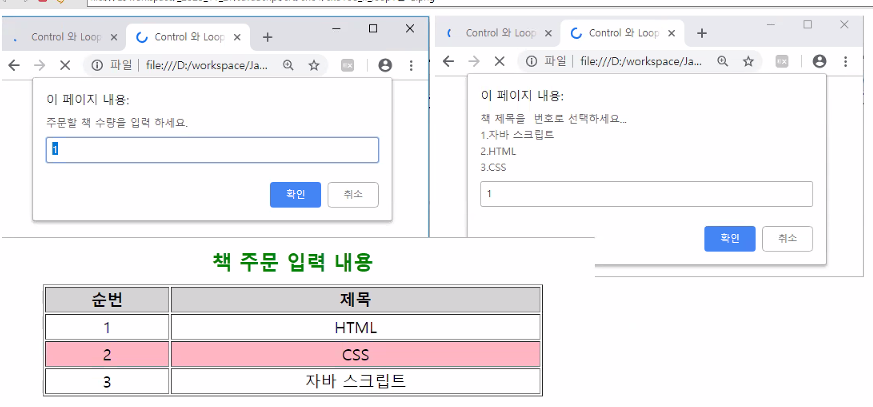 Control 와 Loop
Control 와 Loop
파일
file:///D:/workspace/Ja...
이 페이지 내용:
주문할 책 수량을 입력 하세요.
1
확인
취소
Control 와 Loop
Control 와 Loop
파일
file:///D:/workspace/Ja...
이 페이지 내용:
책 제목을 번호로 선택하세요...
1.자바 스크립트
2.HTML
3.CSS
1
확인
취소
책 주문 입력 내용
순번 제목
1 HTML
2 CSS
3 자바 스크립트